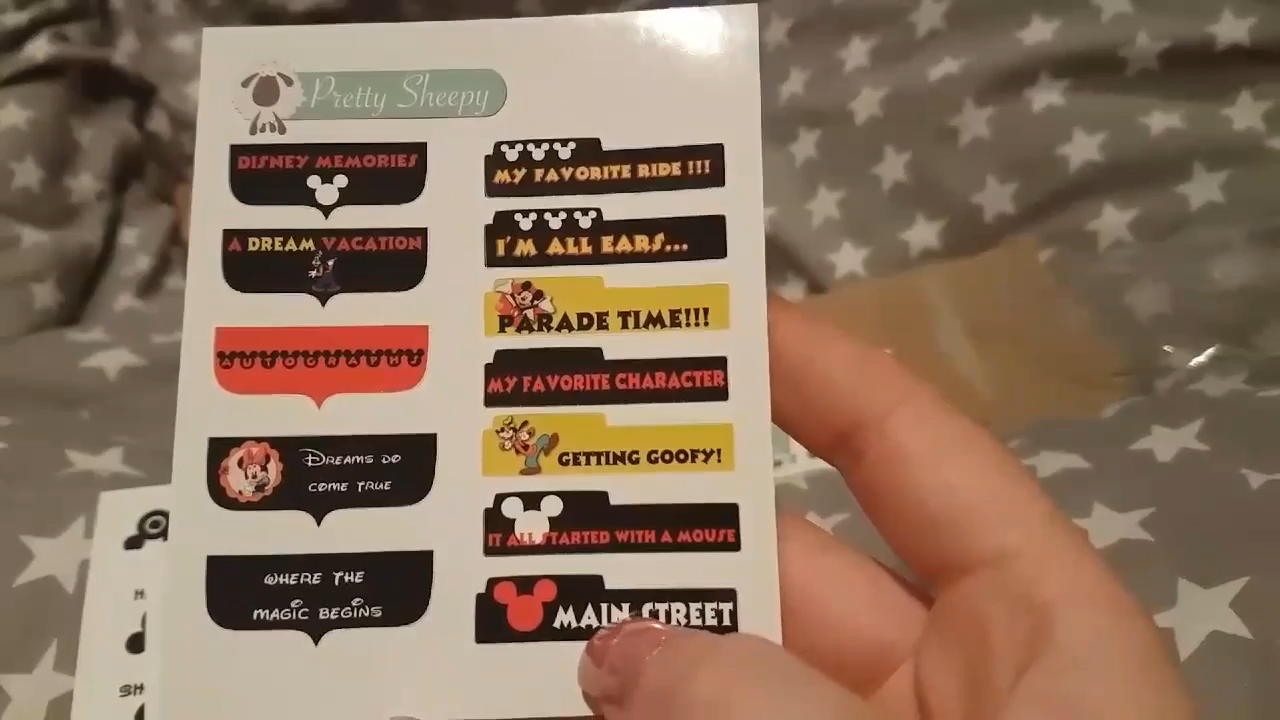 Pretty Sheepy
DISNEY MEMORIES
A DREAM VACATION
AUTOGRAPHS
DREAMS DO
COME TRUE
WHERE THE
MAGIC BEGINS
MY FAVORITE RIDE !!!
I'M ALL EARS...
PARADE TIME!!!
MY FAVORITE CHARACTER
GETTING GOOFY!
IT ALL STARTED WITH A MOUSE
MAIN STREET
SH